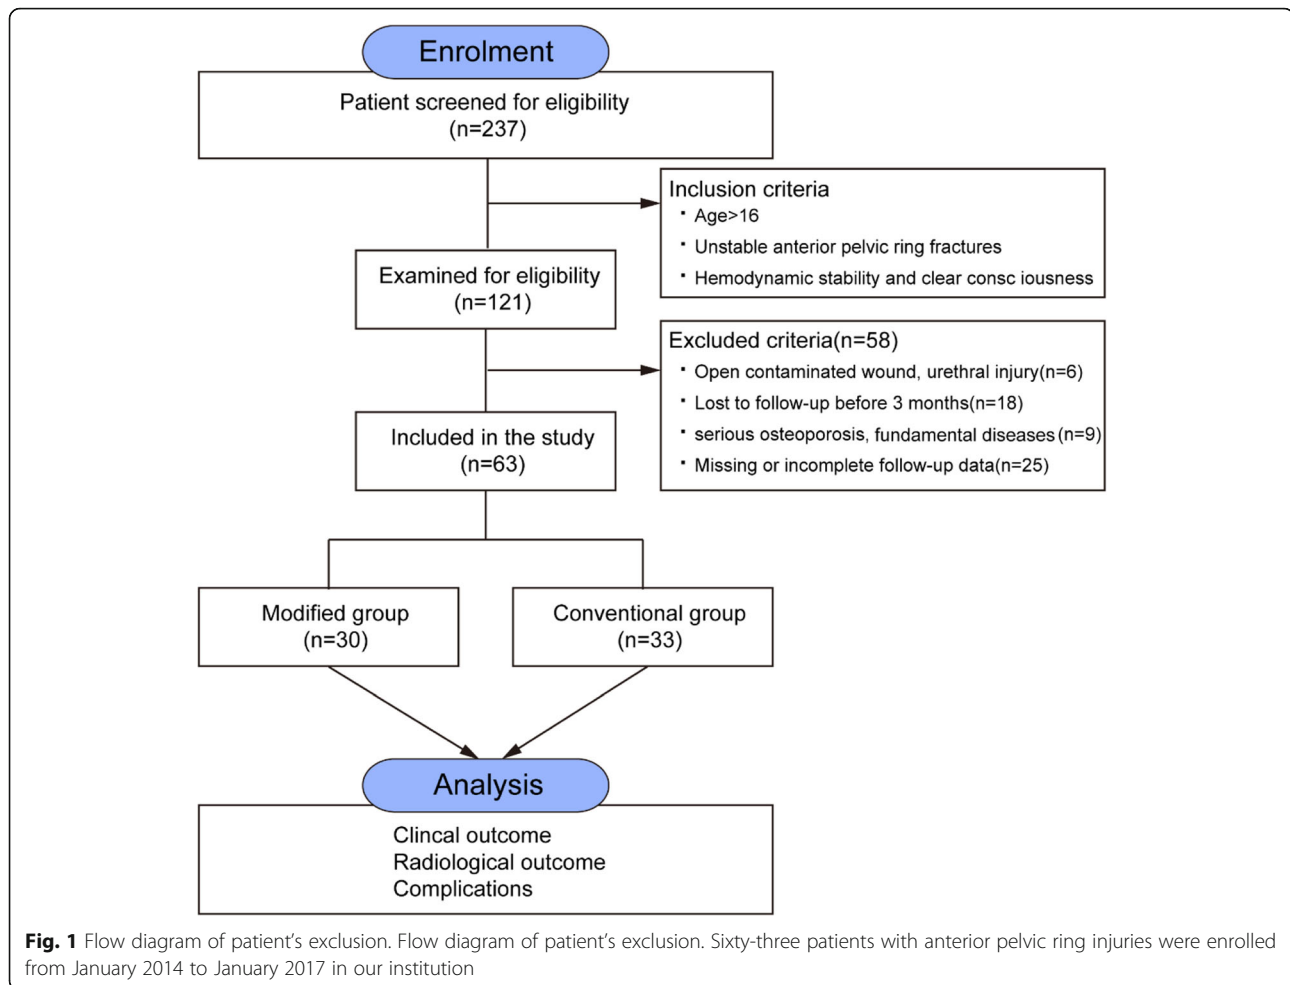 Enrolment
Patient screened for eligibility
(n=237)
Inclusion criteria
· Age>16
· Unstable anterior pelvic ring fractures
· Hemodynamic stability and clear consc iousness
Examined for eligibility
(n=121)
Excluded criteria(n=58)
· Open contaminated wound, urethral injury(n=6)
· Lost to follow-up before 3 months(n=18)
· serious osteoporosis, fundamental diseases (n=9)
· Missing or incomplete follow-up data(n=25)
Included in the study
(n=63)
Modified group
(n=30)
Conventional group
(n=33)
Analysis
Clincal outcome
Radiological outcome
Complications
Fig. 1 Flow diagram of patient's exclusion. Flow diagram of patient's exclusion. Sixty-three patients with anterior pelvic ring injuries were enrolled
from January 2014 to January 2017 in our institution